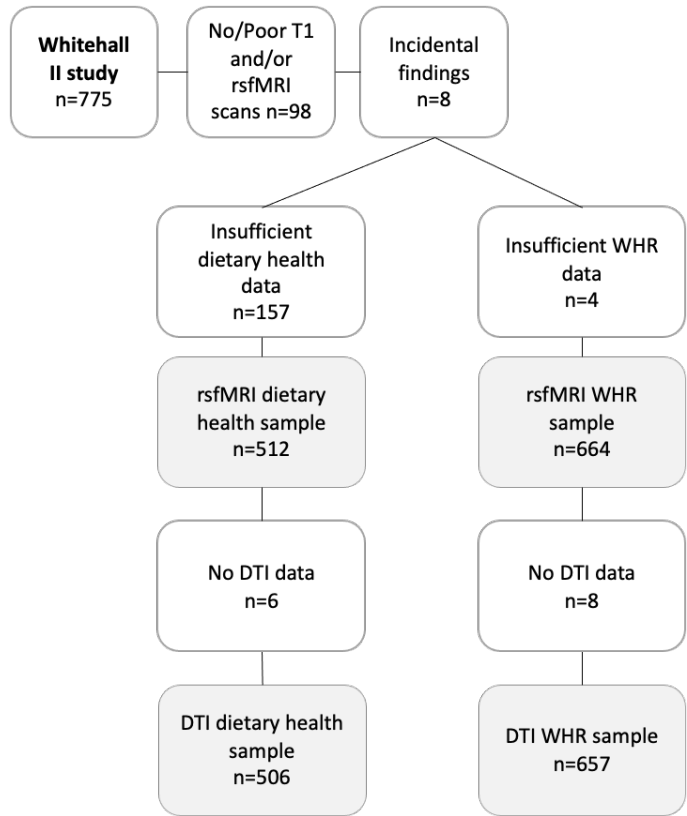 Whitehall
II study
n=775
No/Poor T1
and/or
rsfMRI
scans n=98
Incidental
findings
n=8
Insufficient
dietary health
data
n=157
Insufficient WHR
data
n=4
rsfMRI dietary
health sample
n=512
rsfMRI WHR
sample
n=664
No DTI data
n=6
No DTI data
n=8
DTI dietary health
sample
n=506
DTI WHR sample
n=657